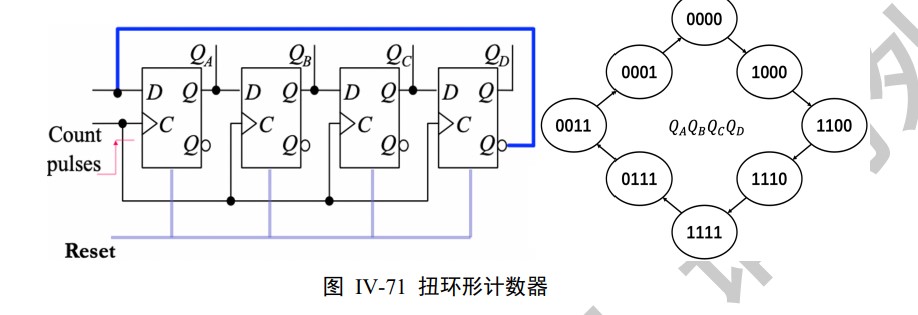 0000
Q_A Q_B Q_C Q_D
0001 1000
D Q D Q D Q D Q
C C C C
Count
pulses
Q Q Q Q
0011 Q_AQ_BQ_CQ_D 1100
0111 1110
Reset
1111
图 IV-71 扭环形计数器